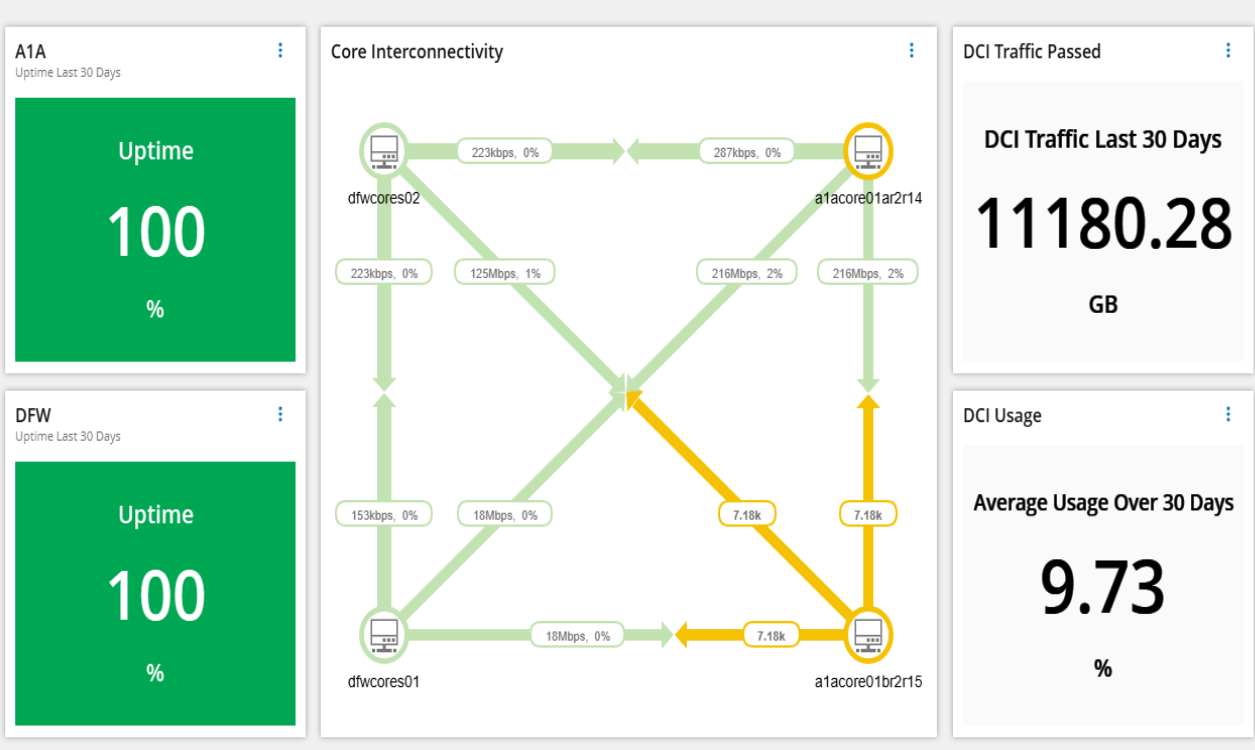 A1A
Uptime Last 30 Days
Uptime
100
%
DFW
Uptime Last 30 Days
Uptime
100
%
Core Interconnectivity
223kbps, 0%
287kbps, 0%
dfwcores02
a1acore01ar2r14
223kbps, 0%
125Mbps, 1%
216Mbps, 2%
216Mbps, 2%
153kbps, 0%
18Mbps, 0%
7.18k
7.18k
18Mbps, 0%
7.18k
dfwcores01
a1acore01br2r15
DCI Traffic Passed
DCI Traffic Last 30 Days
11180.28
GB
DCI Usage
Average Usage Over 30 Days
9.73
%